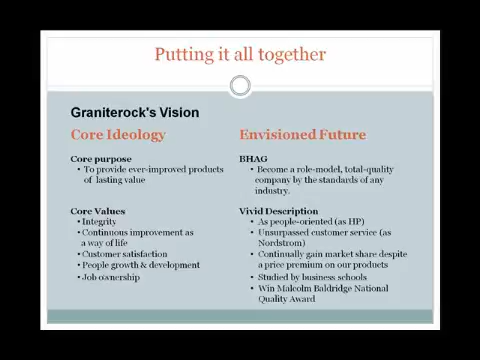 Putting it all together
Graniterock's Vision
Core Ideology
Core purpose
• To provide ever-improved products
of lasting value
Core Values
• Integrity
• Continuous improvement as
a way of life
• Customer satisfaction
• People growth & development
• Job ownership
Envisioned Future
BHAG
• Become a role-model, total-quality
company by the standards of any
industry.
Vivid Description
• As people-oriented (as HP)
• Unsurpassed customer service (as
Nordstrom)
• Continually gain market share despite
a price premium on our products
• Studied by business schools
• Win Malcolm Baldridge National
Quality Award